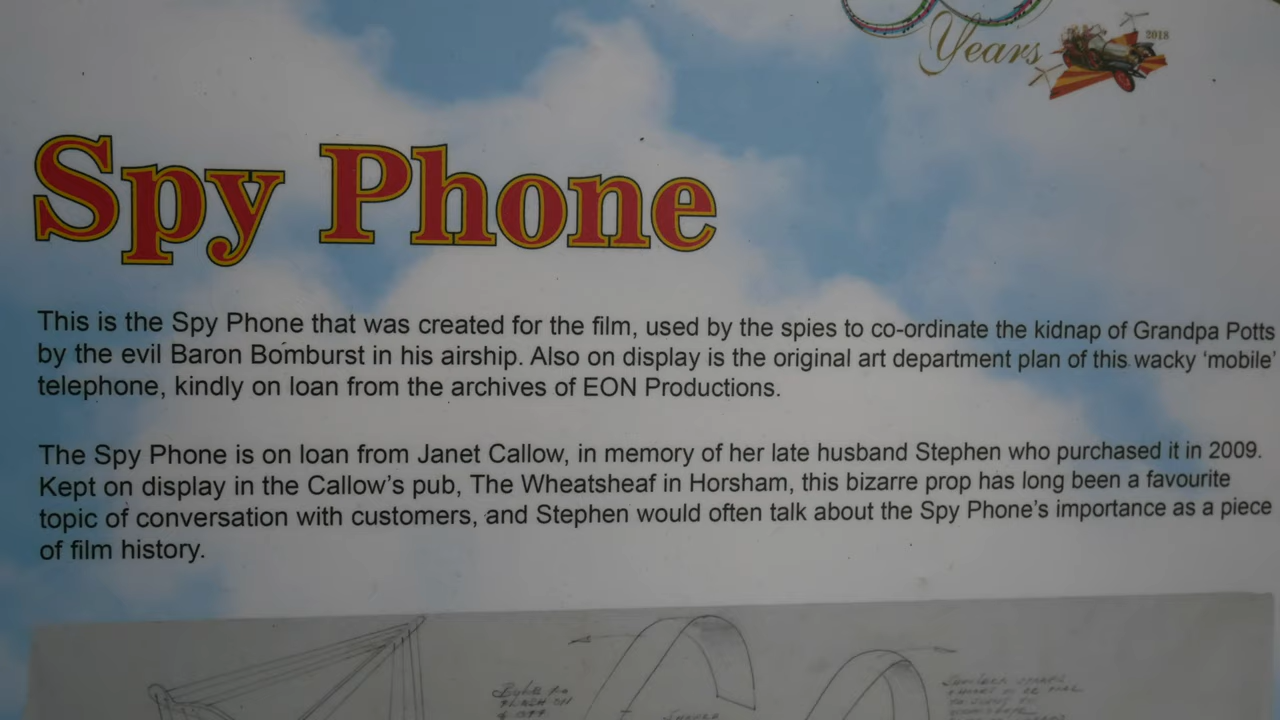 Years
2018
Spy Phone
This is the Spy Phone that was created for the film, used by the spies to co-ordinate the kidnap of Grandpa Potts
by the evil Baron Bomburst in his airship. Also on display is the original art department plan of this wacky ‘mobile’
telephone, kindly on loan from the archives of EON Productions.
The Spy Phone is on loan from Janet Callow, in memory of her late husband Stephen who purchased it in 2009.
Kept on display in the Callow’s pub, The Wheatsheaf in Horsham, this bizarre prop has long been a favourite
topic of conversation with customers, and Stephen would often talk about the Spy Phone’s importance as a piece
of film history.